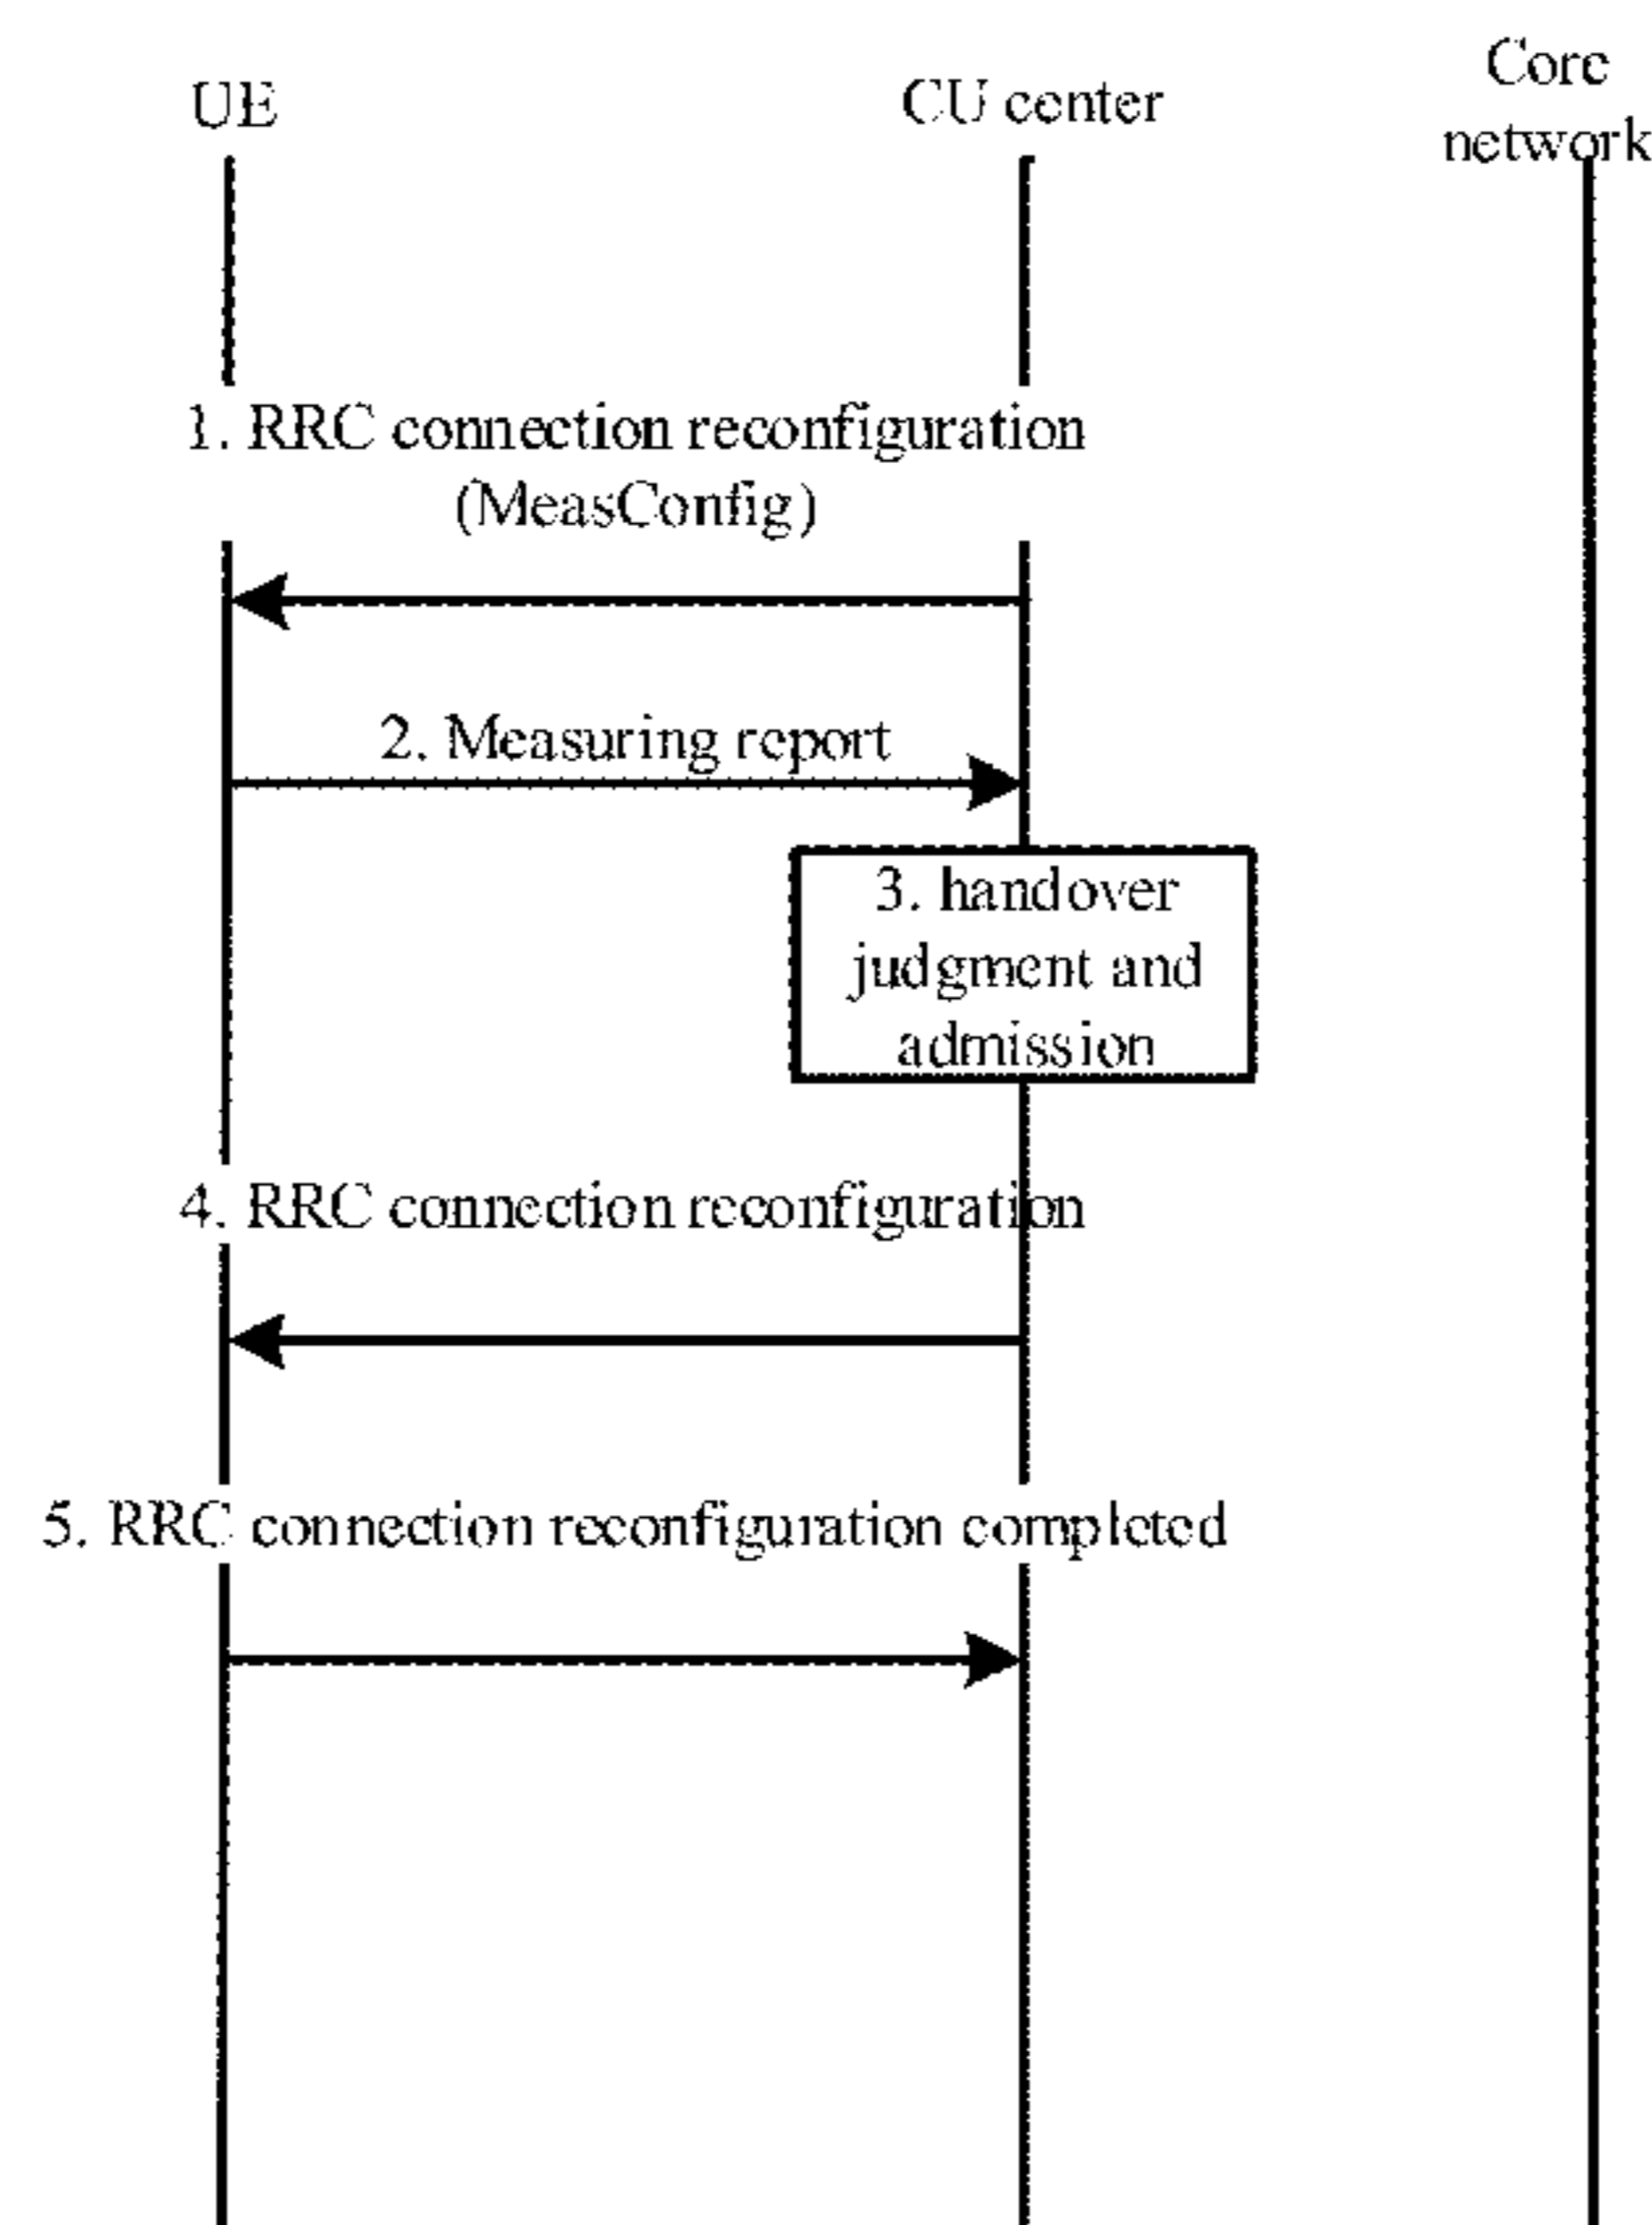 UE
CU center
Core
network
1. RRC connection reconfiguration
(MeasConfig)
2. Measuring report
3. handover
judgment and
admission
4. RRC connection reconfiguration
5. RRC connection reconfiguration completed